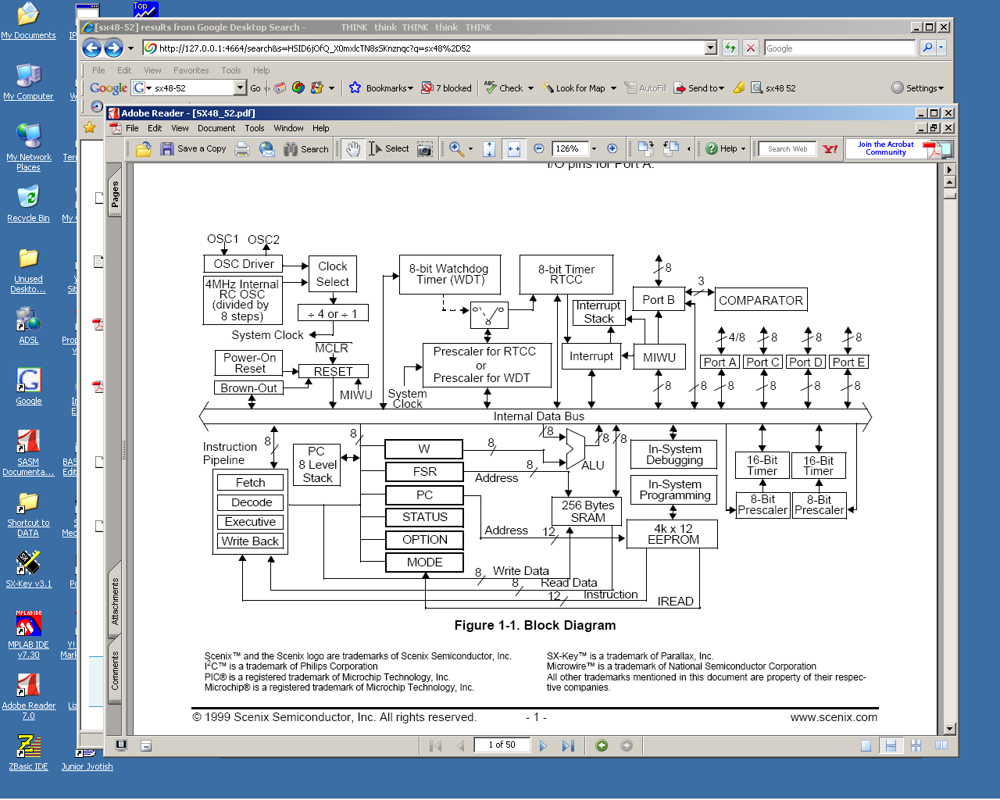 Top
My Documents
My Computer
My Network
Places
Recycle Bin
Unused
Deskto...
ADSL
Google
SASM
Documenta...
Shortcut to
DATA
SX-Key v3.1
MPLAB IDE
MPLAB IDE
v7.30
Adobe Reader
7.0
ZBasic IDE
Junior Jyotish
[sx48-52] results from Google Desktop Search - THINK think THINK think THINK
http://127.0.0.1:4664/search&s=HSID6jOfQ_X0mxlcTN8sSKnznqc?q=sx48%2D52
Google
File Edit View Favorites Tools Help
Google sx48-52 Go Bookmarks 7 blocked ABC Check Look for Map AutoFill Send to sx48 52 Settings
Adobe Reader - [SX48_52.pdf]
File Edit View Document Tools Window Help
Save a Copy Search Select 126% Help Search Web Y! Join the Acrobat
Community
Pages
Attachments
Comments
I/O pins for Port A.
OSC1 OSC2
OSC Driver
4MHz Internal
RC OSC
(divided by
8 steps)
Clock
Select
÷ 4 or ÷ 1
System Clock
MCLR
Power-On
Reset
RESET
Brown-Out
MIWU
8-bit Watchdog
Timer (WDT)
8-bit Timer
RTCC
Prescaler for RTCC
or
Prescaler for WDT
System
Clock
Interrupt
Stack
Interrupt
MIWU
8
Port B
3
COMPARATOR
4/8 8 8 8
Port A Port C Port D Port E
8 8 8 8 8 8
Internal Data Bus
Instruction
Pipeline
8
Fetch
Decode
Executive
Write Back
PC
8 Level
Stack
8
W
FSR
PC
STATUS
OPTION
MODE
8
8
Address
8
8
8
ALU
256 Bytes
SRAM
Address 12
In-System
Debugging
In-System
Programming
4k x 12
EEPROM
16-Bit
Timer
16-Bit
Timer
8-Bit
Prescaler
8-Bit
Prescaler
8 Write Data
8 Read Data
12 Instruction
IREAD
Figure 1-1. Block Diagram
Scenix™ and the Scenix logo are trademarks of Scenix Semiconductor, Inc.
I²C™ is a trademark of Philips Corporation
PIC® is a registered trademark of Microchip Technology, Inc.
Microchip® is a registered trademark of Microchip Technology, Inc.
SX-Key™ is a trademark of Parallax, Inc.
Microwire™ is a trademark of National Semiconductor Corporation
All other trademarks mentioned in this document are property of their respec-
tive companies.
© 1999 Scenix Semiconductor, Inc. All rights reserved. - 1 - www.scenix.com
1 of 50